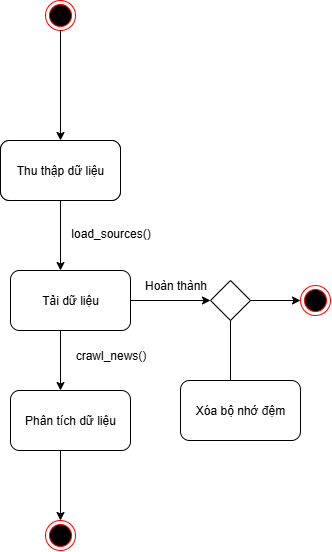 Thu thập dữ liệu
load_sources()
Tải dữ liệu
Hoàn thành
crawl_news()
Phân tích dữ liệu
Xóa bộ nhớ đệm